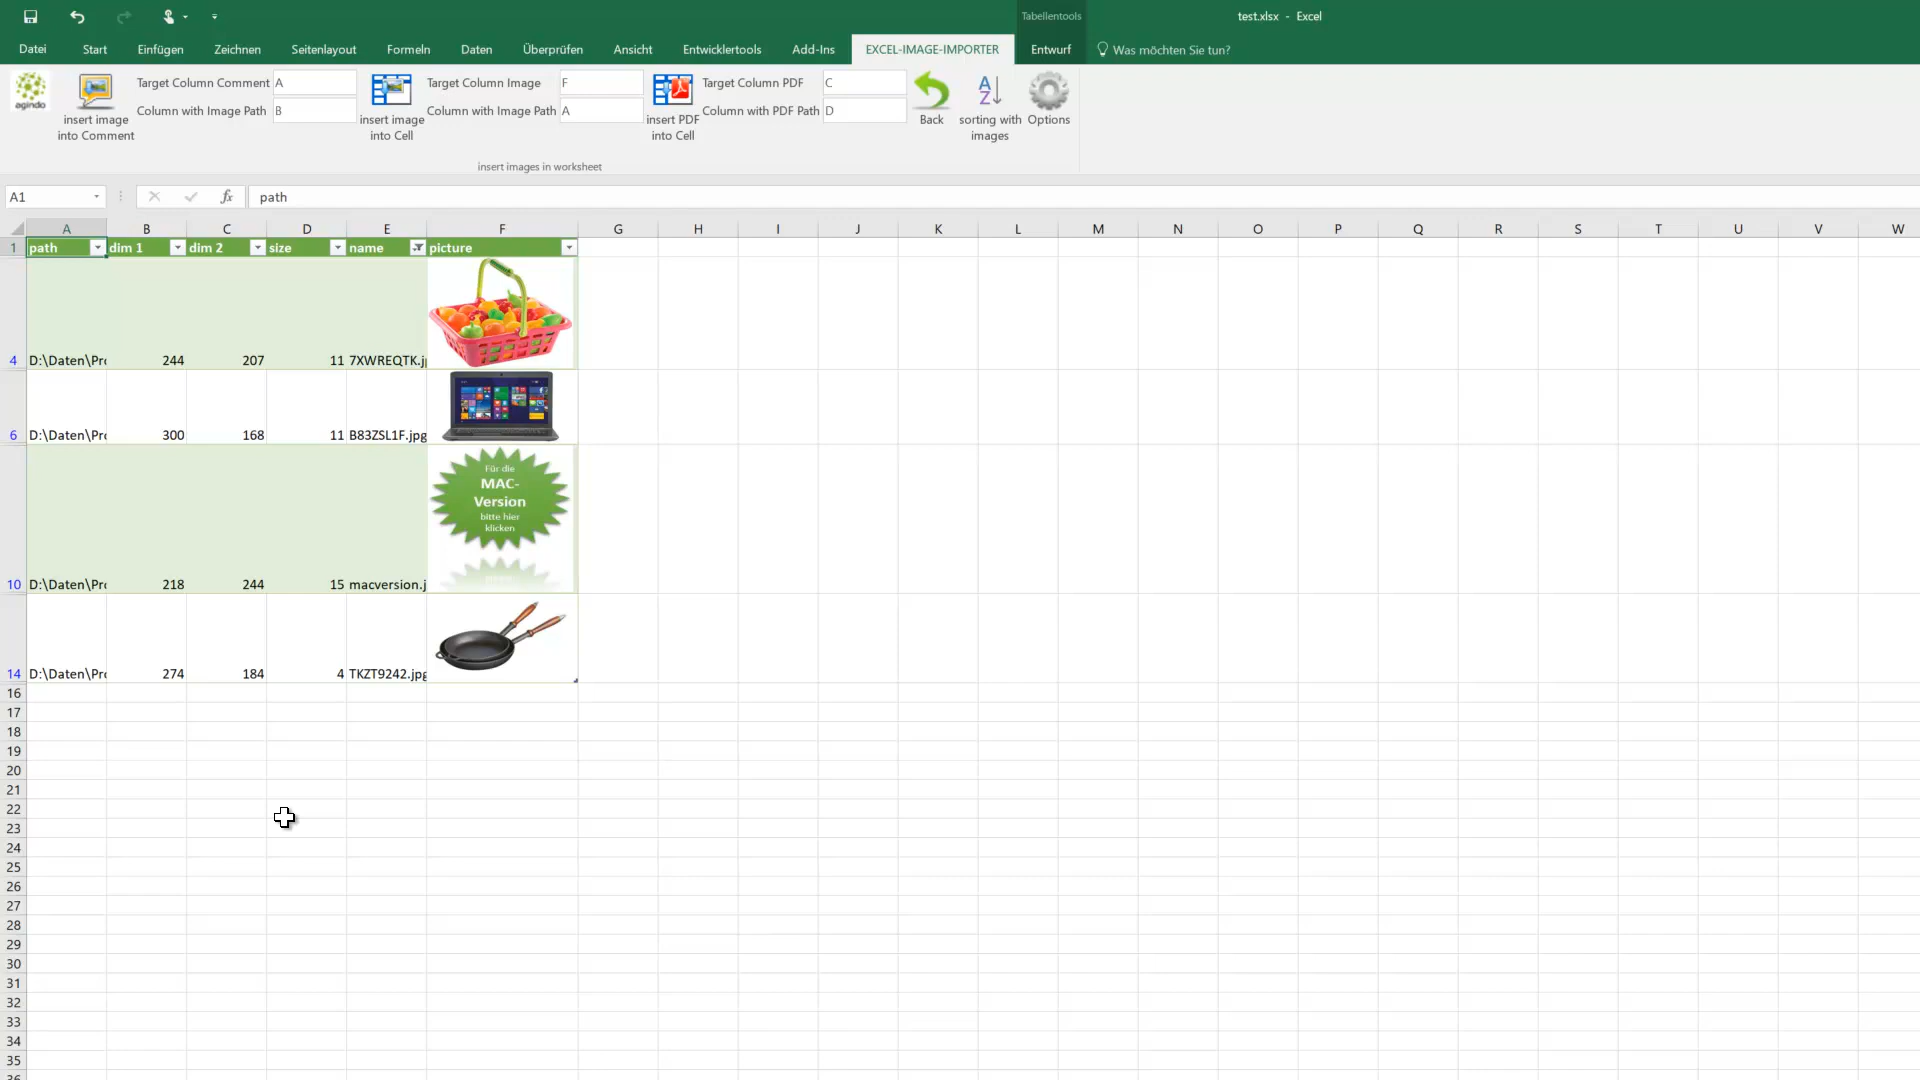 Tabellentools
test.xlsx - Excel
Datei Start Einfügen Zeichnen Seitenlayout Formeln Daten Überprüfen Ansicht Entwicklertools Add-Ins EXCEL-IMAGE-IMPORTER Entwurf Was möchten Sie tun?
agindo
insert image
into Comment
Target Column Comment A
Column with Image Path B
insert image
into Cell
Target Column Image F
Column with Image Path A
insert PDF
into Cell
Target Column PDF C
Column with PDF Path D
Back
sorting with
images
Options
insert images in worksheet
A1 fx path
A B C D E F G H I J K L M N O P Q R S T U V W
1 path dim 1 dim 2 size name picture
4 D:\Daten\Pro 244 207 11 7XWREQTK.j
6 D:\Daten\Pro 300 168 11 B83ZSL1F.jpg
Für die
MAC-
Version
bitte hier
klicken
10 D:\Daten\Pro 218 244 15 macversion.j
14 D:\Daten\Pro 274 184 4 TKZT9242.jpg
16
17
18
19
20
21
22
23
24
25
26
27
28
29
30
31
32
33
34
35
36